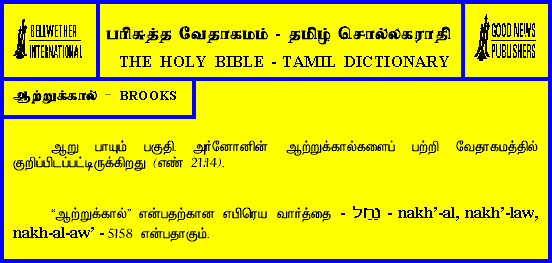 BELLWETHER
INTERNATIONAL
பரிசுத்த வேதாகமம் - தமிழ் சொல்லகராதி
THE HOLY BIBLE - TAMIL DICTIONARY
GOOD NEWS
PUBLISHERS
ஆற்றுக்கால் – BROOKS
ஆறு பாயும் பகுதி. அர்னோனின் ஆற்றுக்கால்களைப் பற்றி வேதாகமத்தில்
குறிப்பிடப்பட்டிருக்கிறது (எண் 21:14).
“ஆற்றுக்கால்” என்பதற்கான எபிரெய வார்த்தை - נַחַל - nakh’-al, nakh’-law,
nakh-al-aw’ - 5158 என்பதாகும்.